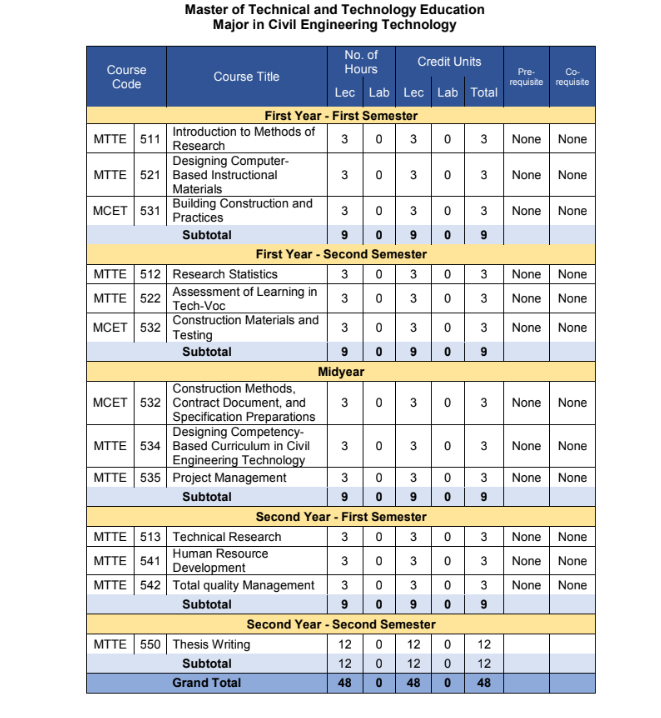 Master of Technical and Technology Education
Major in Civil Engineering Technology
Course Code Course Title No. of Hours Credit Units Pre-requisite Co-requisite
Lec Lab Lec Lab Total
First Year - First Semester
MTTE 511 Introduction to Methods of Research 3 0 3 0 3 None None
MTTE 521 Designing Computer-Based Instructional Materials 3 0 3 0 3 None None
MCET 531 Building Construction and Practices 3 0 3 0 3 None None
Subtotal 9 0 9 0 9
First Year - Second Semester
MTTE 512 Research Statistics 3 0 3 0 3 None None
MTTE 522 Assessment of Learning in Tech-Voc 3 0 3 0 3 None None
MCET 532 Construction Materials and Testing 3 0 3 0 3 None None
Subtotal 9 0 9 0 9
Midyear
MCET 532 Construction Methods, Contract Document, and Specification Preparations 3 0 3 0 3 None None
MTTE 534 Designing Competency-Based Curriculum in Civil Engineering Technology 3 0 3 0 3 None None
MTTE 535 Project Management 3 0 3 0 3 None None
Subtotal 9 0 9 0 9
Second Year - First Semester
MTTE 513 Technical Research 3 0 3 0 3 None None
MTTE 541 Human Resource Development 3 0 3 0 3 None None
MTTE 542 Total quality Management 3 0 3 0 3 None None
Subtotal 9 0 9 0 9
Second Year - Second Semester
MTTE 550 Thesis Writing 12 0 12 0 12
Subtotal 12 0 12 0 12
Grand Total 48 0 48 0 48